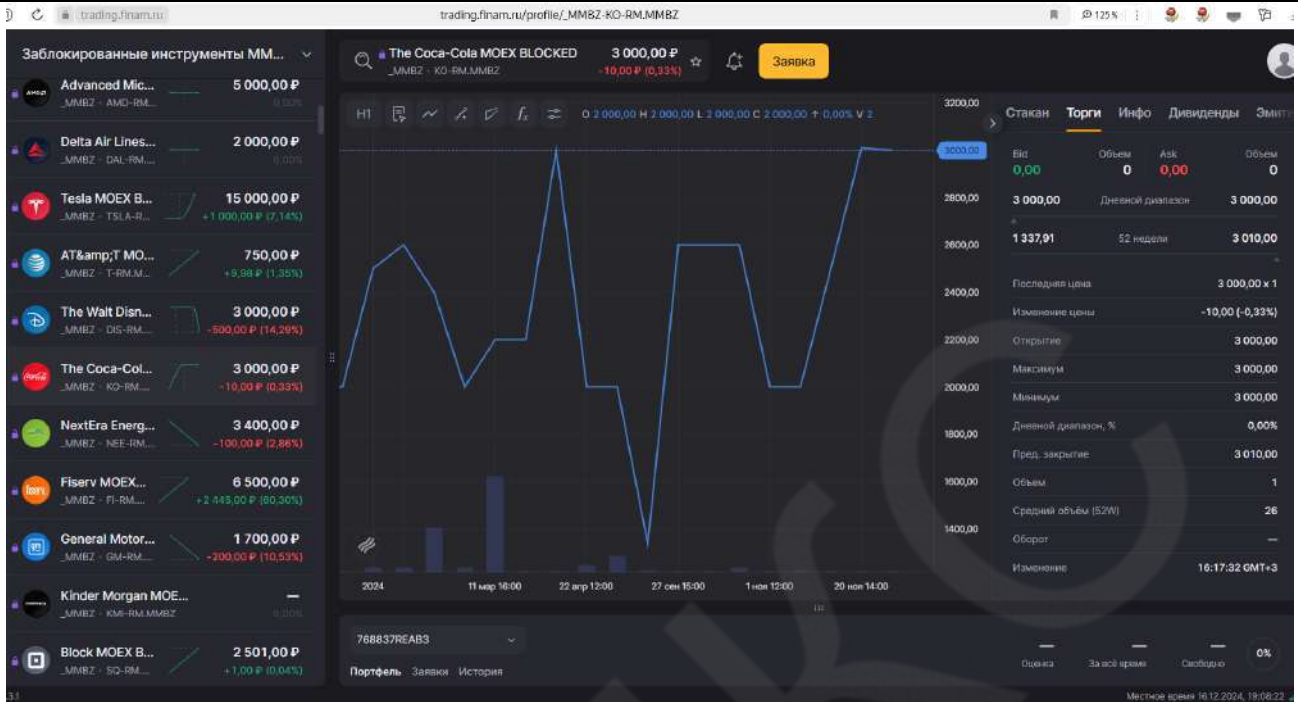 trading.finam.ru
trading.finam.ru/profile/_MMBZ-KO-RM.MMBZ
125 %
Заблокированные инструменты MM...
The Coca-Cola MOEX BLOCKED
_MMBZ - KO-RM.MMBZ
3 000,00 ₽
-10,00 ₽ (0,33%)
Заявка
Advanced Mic...
5 000,00 ₽
_MMBZ - AMD-RM...
0,00%
Delta Air Lines...
2 000,00 ₽
_MMBZ - DAL-RM....
0,00%
Tesla MOEX B...
15 000,00 ₽
_MMBZ - TSLA-R...
+1 000,00 ₽ (7,14%)
AT&amp;T MO...
750,00 ₽
_MMBZ - T-RM.M...
+9,98 ₽ (1,35%)
The Walt Disn...
3 000,00 ₽
_MMBZ - DIS-RM....
-500,00 ₽ (14,29%)
The Coca-Col...
3 000,00 ₽
_MMBZ - KO-RM....
-10,00 ₽ (0,33%)
NextEra Energ...
3 400,00 ₽
_MMBZ - NEE-RM....
-100,00 ₽ (2,86%)
Fiserv MOEX...
6 500,00 ₽
_MMBZ - FI-RM....
+2 445,00 ₽ (60,30%)
General Motor...
1 700,00 ₽
_MMBZ - GM-RM....
-200,00 ₽ (10,53%)
Kinder Morgan MOE...
—
_MMBZ - KMI-RM.MMBZ
0,00%
Block MOEX B...
2 501,00 ₽
_MMBZ - SQ-RM....
+1,00 ₽ (0,04%)
H1
O 2 000,00 H 2 000,00 L 2 000,00 C 2 000,00 ↑ 0,00% V 2
3200,00
3000,00
2800,00
2600,00
2400,00
2200,00
2000,00
1800,00
1600,00
1400,00
2024
11 мар 16:00
22 апр 12:00
27 сен 15:00
1 ноя 12:00
20 ноя 14:00
Стакан Торги Инфо Дивиденды Эмите
Bid Объем Ask Объем
0,00 0 0,00 0
3 000,00 Дневной диапазон 3 000,00
1 337,91 52 недели 3 010,00
Последняя цена 3 000,00 x 1
Изменение цены -10,00 (-0,33%)
Открытие 3 000,00
Максимум 3 000,00
Минимум 3 000,00
Дневной диапазон, % 0,00%
Пред. закрытие 3 010,00
Объем 1
Средний объём (52W) 26
Оборот —
Изменение 16:17:32 GMT+3
768837REAB3
Портфель Заявки История
— — — 0%
Оценка За всё время Свободно
3.1
Местное время 16.12.2024, 19:08:22